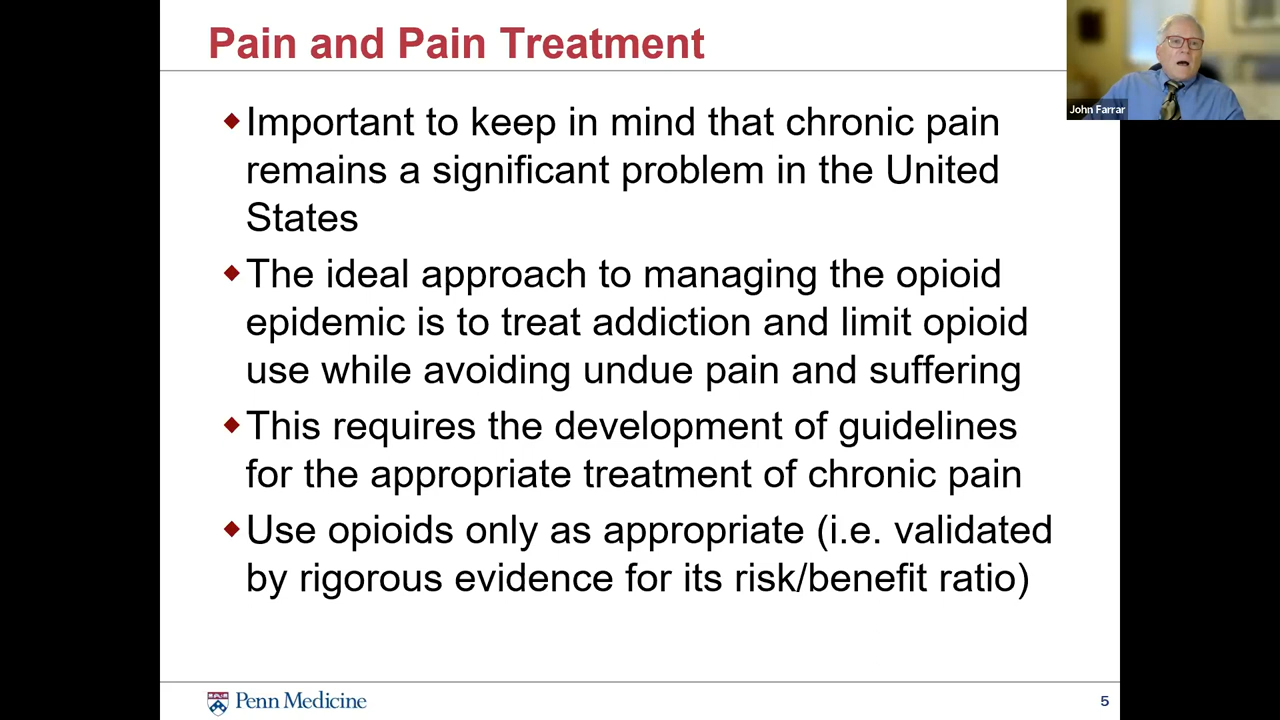 Pain and Pain Treatment
John Farrar
◆Important to keep in mind that chronic pain
remains a significant problem in the United
States
◆The ideal approach to managing the opioid
epidemic is to treat addiction and limit opioid
use while avoiding undue pain and suffering
◆This requires the development of guidelines
for the appropriate treatment of chronic pain
◆Use opioids only as appropriate (i.e. validated
by rigorous evidence for its risk/benefit ratio)
Penn Medicine
5